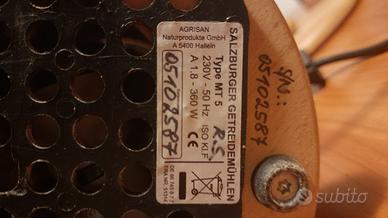 AGRISAN
Naturprodukte GmbH
A 5400 Hallein
SALZBURGER GETREIDEMÜHLEN
Type MT 5
230V - 50 Hz
A 1,8 - 360 W
ISO Kl.F
R.S.
CE
05102587
S/N.:
05102587
subito